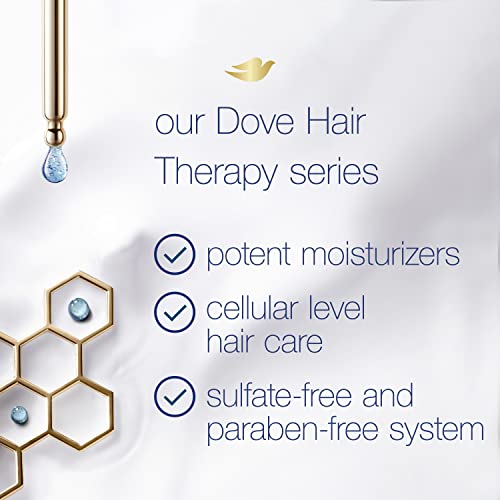 our Dove Hair
Therapy series
potent moisturizers
cellular level
hair care
sulfate-free and
paraben-free system